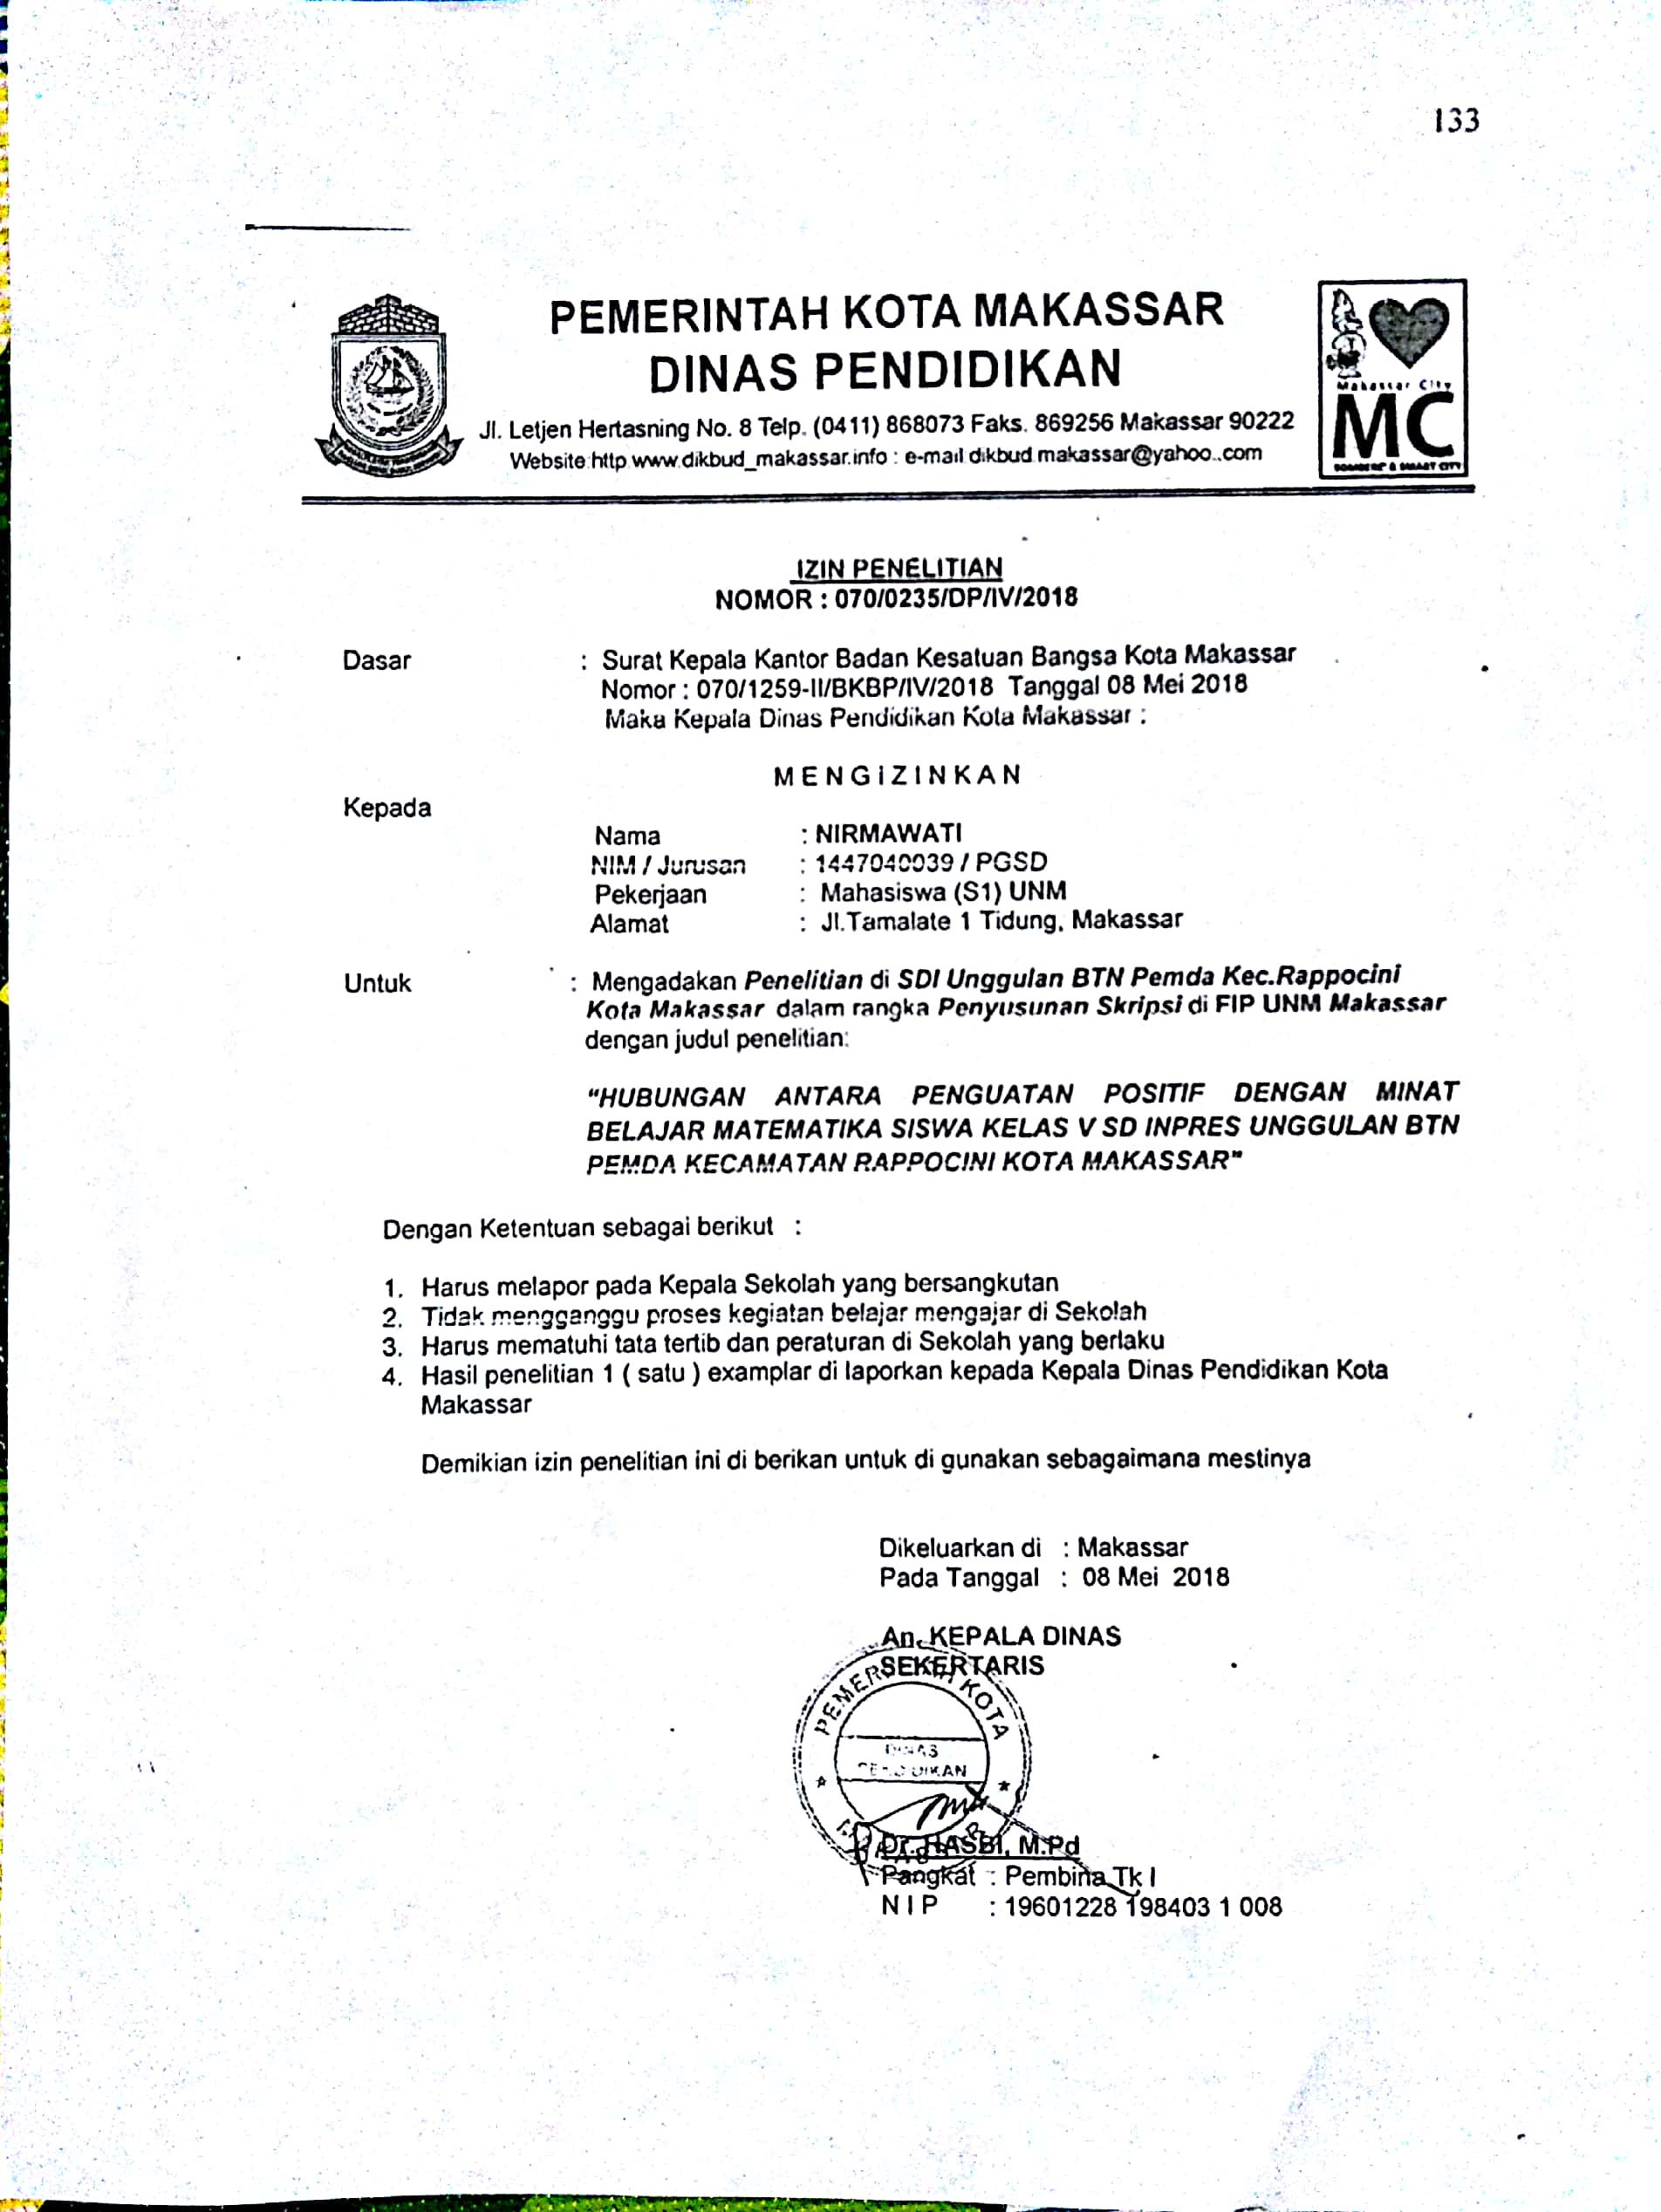 133
PEMERINTAH KOTA MAKASSAR
DINAS PENDIDIKAN
Jl. Letjen Hertasning No. 8 Telp. (0411) 868073 Faks. 869256 Makassar 90222
Website:http.www.dikbud_makassar.info : e-mail dikbud.makassar@yahoo..com
Makassar City
MC
SOMBERE' & SMART CITY
IZIN PENELITIAN
NOMOR : 070/0235/DP/IV/2018
Dasar : Surat Kepala Kantor Badan Kesatuan Bangsa Kota Makassar
Nomor : 070/1259-II/BKBP/IV/2018 Tanggal 08 Mei 2018
Maka Kepala Dinas Pendidikan Kota Makassar :
MENGIZINKAN
Kepada
Nama : NIRMAWATI
NIM / Jurusan : 1447040039 / PGSD
Pekerjaan : Mahasiswa (S1) UNM
Alamat : Jl.Tamalate 1 Tidung, Makassar
Untuk : Mengadakan Penelitian di SDI Unggulan BTN Pemda Kec.Rappocini
Kota Makassar dalam rangka Penyusunan Skripsi di FIP UNM Makassar
dengan judul penelitian:
"HUBUNGAN ANTARA PENGUATAN POSITIF DENGAN MINAT
BELAJAR MATEMATIKA SISWA KELAS V SD INPRES UNGGULAN BTN
PEMDA KECAMATAN RAPPOCINI KOTA MAKASSAR"
Dengan Ketentuan sebagai berikut :
1. Harus melapor pada Kepala Sekolah yang bersangkutan
2. Tidak mengganggu proses kegiatan belajar mengajar di Sekolah
3. Harus mematuhi tata tertib dan peraturan di Sekolah yang berlaku
4. Hasil penelitian 1 ( satu ) examplar di laporkan kepada Kepala Dinas Pendidikan Kota
Makassar
Demikian izin penelitian ini di berikan untuk di gunakan sebagaimana mestinya
Dikeluarkan di : Makassar
Pada Tanggal : 08 Mei 2018
An. KEPALA DINAS
SEKERTARIS
KOTA
DINAS
PENDIDIKAN
Dr. HASBI, M.Pd
Pangkat : Pembina Tk I
N I P : 19601228 198403 1 008